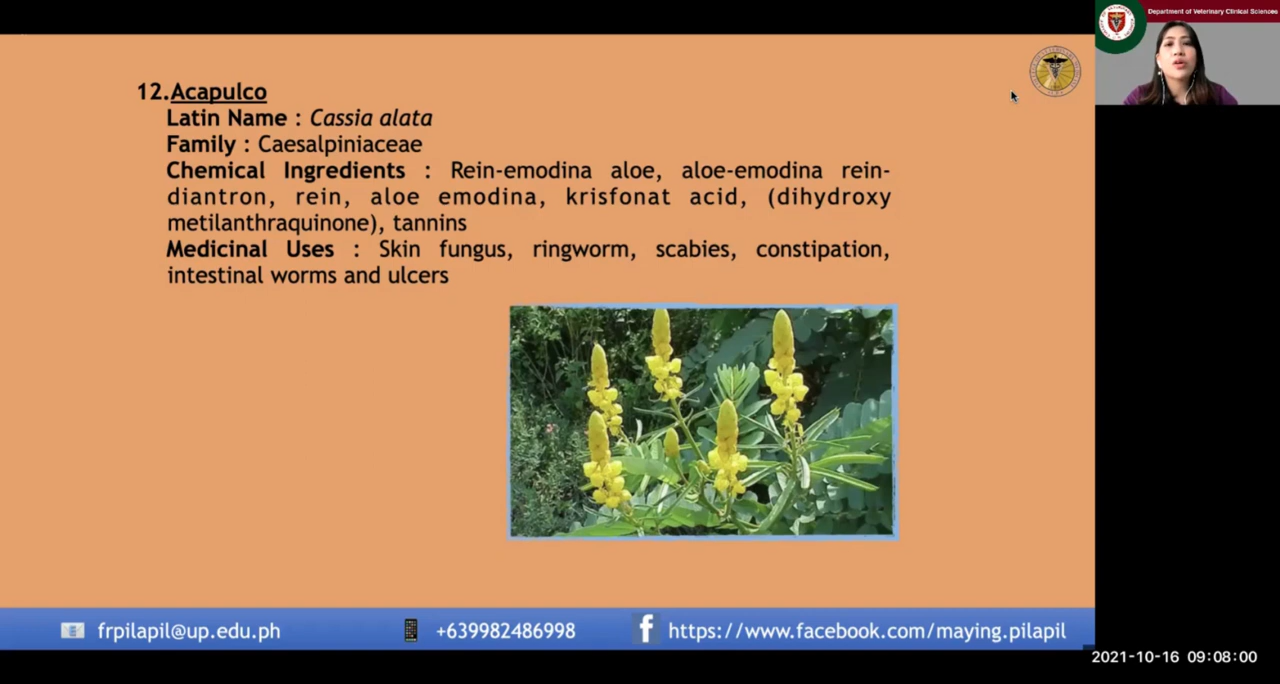 Department of Veterinary Clinical Sciences
12.Acapulco
Latin Name : Cassia alata
Family : Caesalpiniaceae
Chemical Ingredients : Rein-emodina aloe, aloe-emodina rein-
diantron, rein, aloe emodina, krisfonat acid, (dihydroxy
metilanthraquinone), tannins
Medicinal Uses : Skin fungus, ringworm, scabies, constipation,
intestinal worms and ulcers
frpilapil@up.edu.ph
+639982486998
f https://www.facebook.com/maying.pilapil
2021-10-16 09:08:00